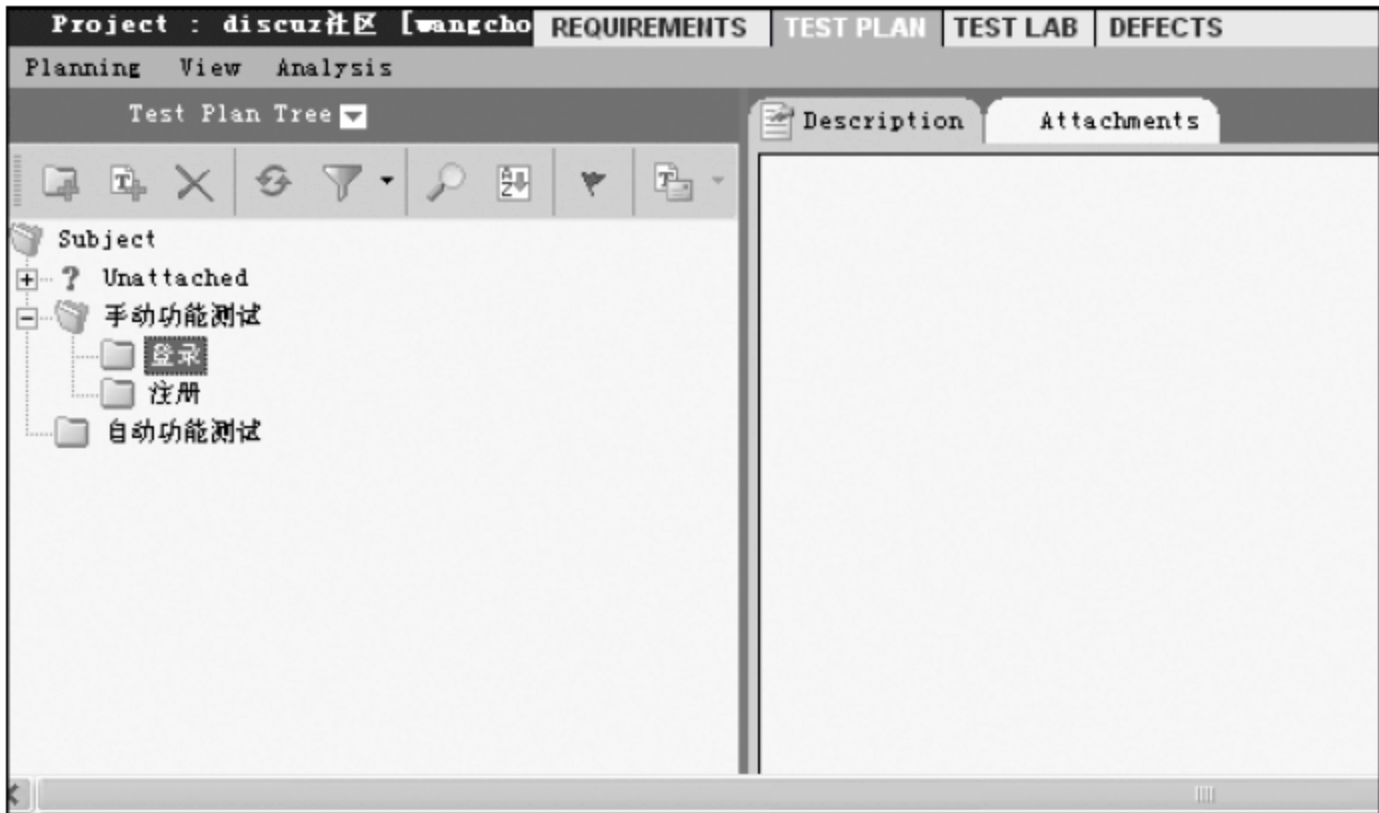 Project : discuz社区 [wangcho REQUIREMENTS TEST PLAN TEST LAB DEFECTS
Planning View Analysis
Test Plan Tree Description Attachments
Subject
Unattached
手动功能测试
登录
注册
自动功能测试